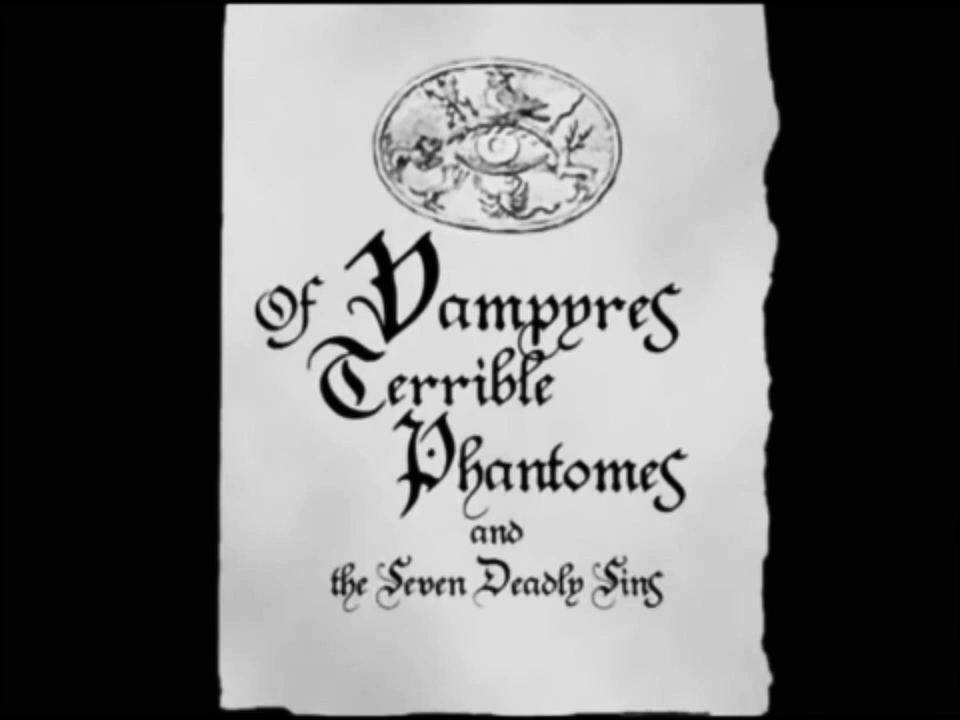 Of Vampyres
Terrible
Phantomes
and
the Seven Deadly Sins